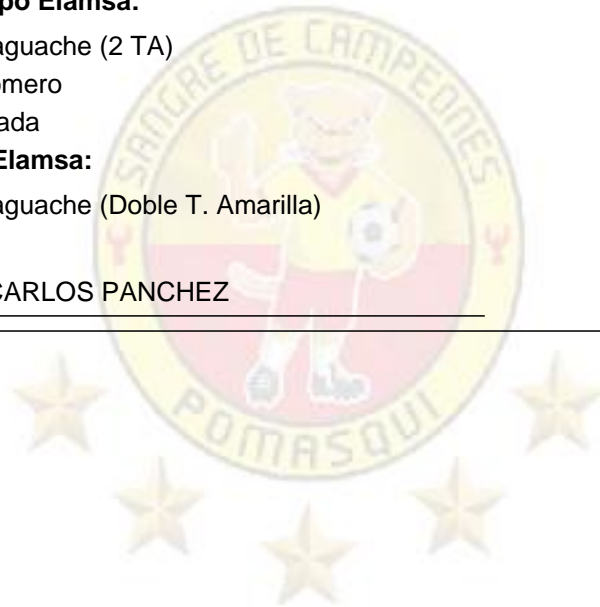 po Elamsa:
aguache (2 TA)
omero
ada
Elamsa:
aguache (Doble T. Amarilla)
CARLOS PANCHEZ
SANGRE DE CAMPEONES
POMASQUI